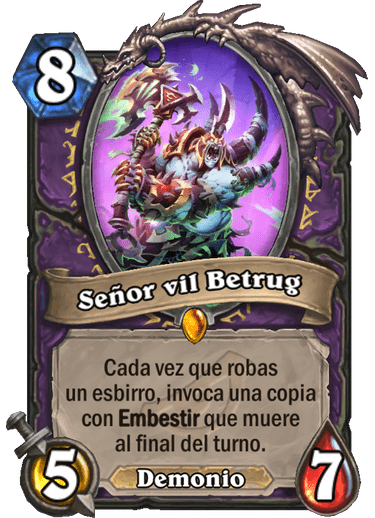 8
Señor vil Betrug
Cada vez que robas
un esbirro, invoca una copia
con Embestir que muere
al final del turno.
5
Demonio
7